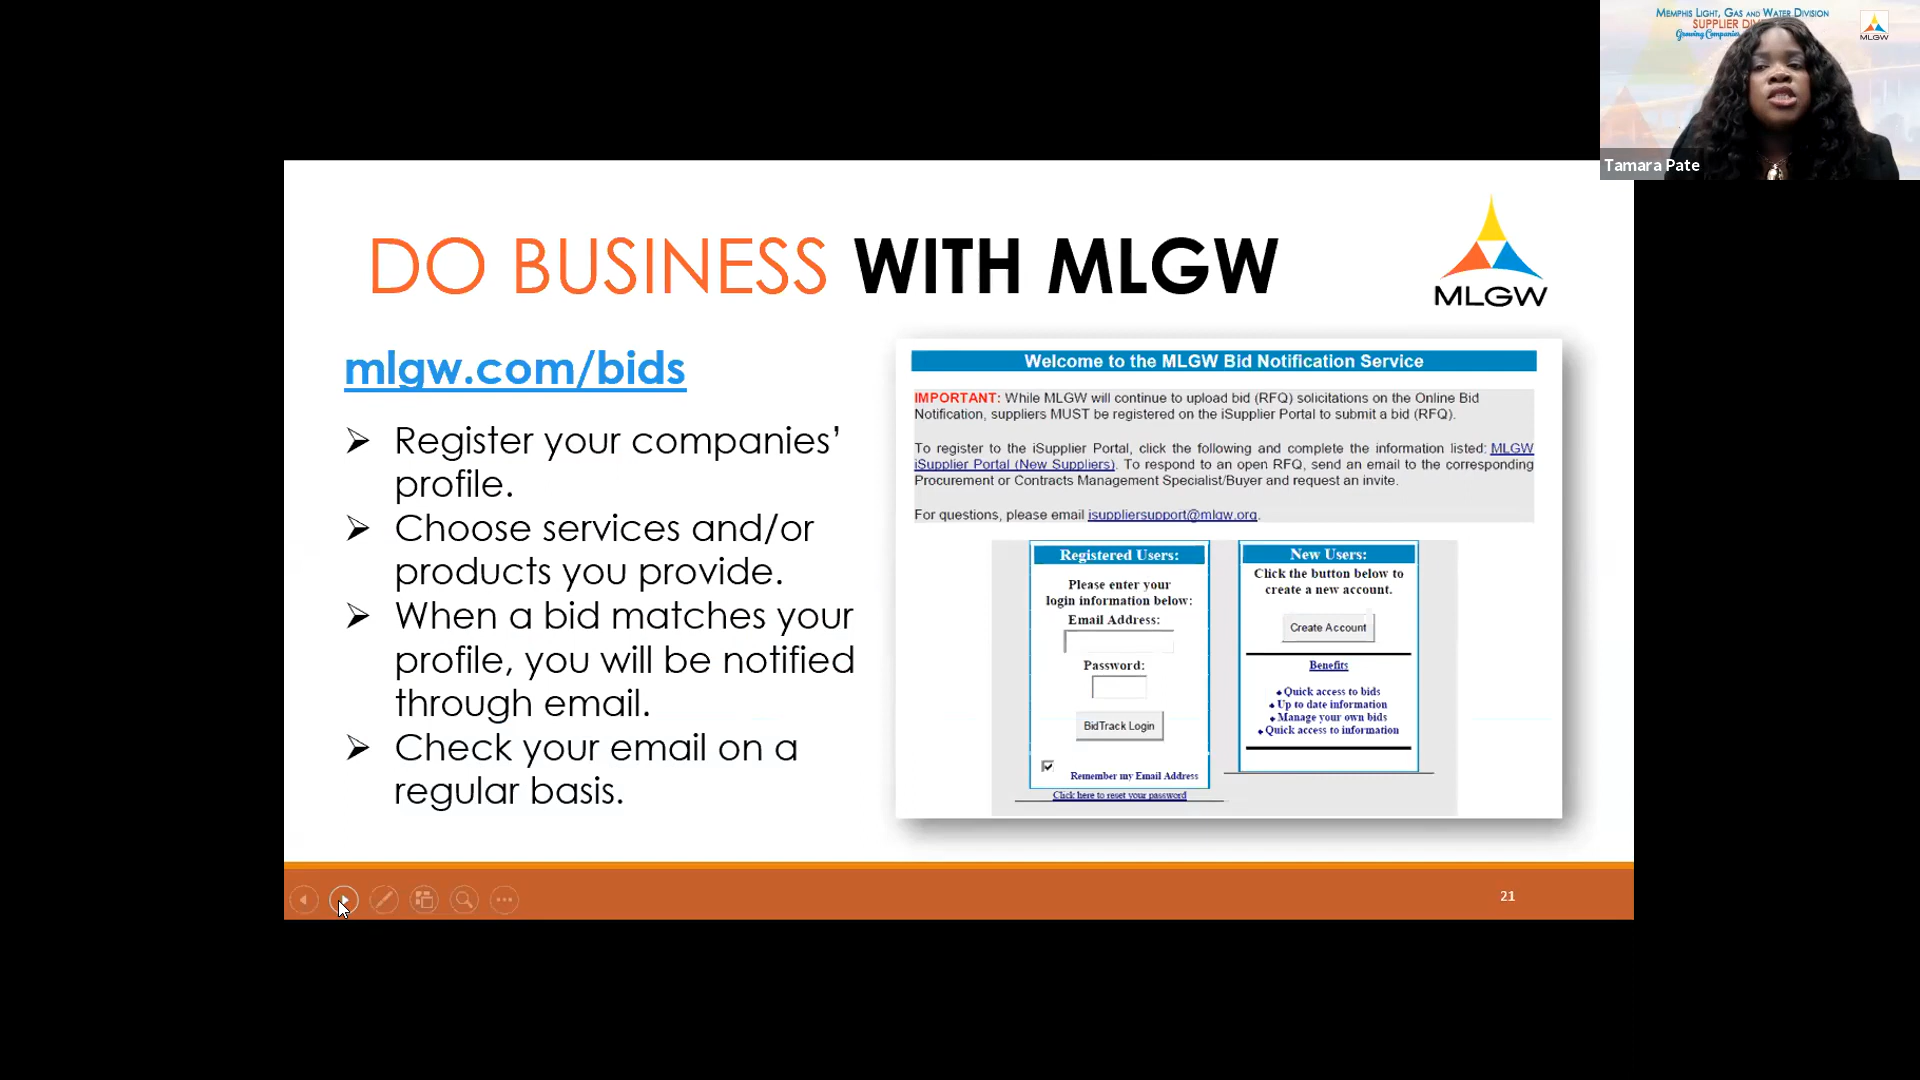 MEMPHIS LIGHT, GAS AND WATER DIVISION
SUPPLIER
Growing Companies
MLGW
Tamara Pate
DO BUSINESS WITH MLGW
MLGW
mlgw.com/bids
➢ Register your companies’
profile.
➢ Choose services and/or
products you provide.
➢ When a bid matches your
profile, you will be notified
through email.
➢ Check your email on a
regular basis.
Welcome to the MLGW Bid Notification Service
IMPORTANT: While MLGW will continue to upload bid (RFQ) solicitations on the Online Bid
Notification, suppliers MUST be registered on the iSupplier Portal to submit a bid (RFQ).
To register to the iSupplier Portal, click the following and complete the information listed: MLGW
iSupplier Portal (New Suppliers). To respond to an open RFQ, send an email to the corresponding
Procurement or Contracts Management Specialist/Buyer and request an invite.
For questions, please email isuppliersupport@mlgw.org.
Registered Users:
Please enter your
login information below:
Email Address:
Password:
BidTrack Login
Remember my Email Address
Click here to reset your password
New Users:
Click the button below to
create a new account.
Create Account
Benefits
Quick access to bids
Up to date information
Manage your own bids
Quick access to information
21